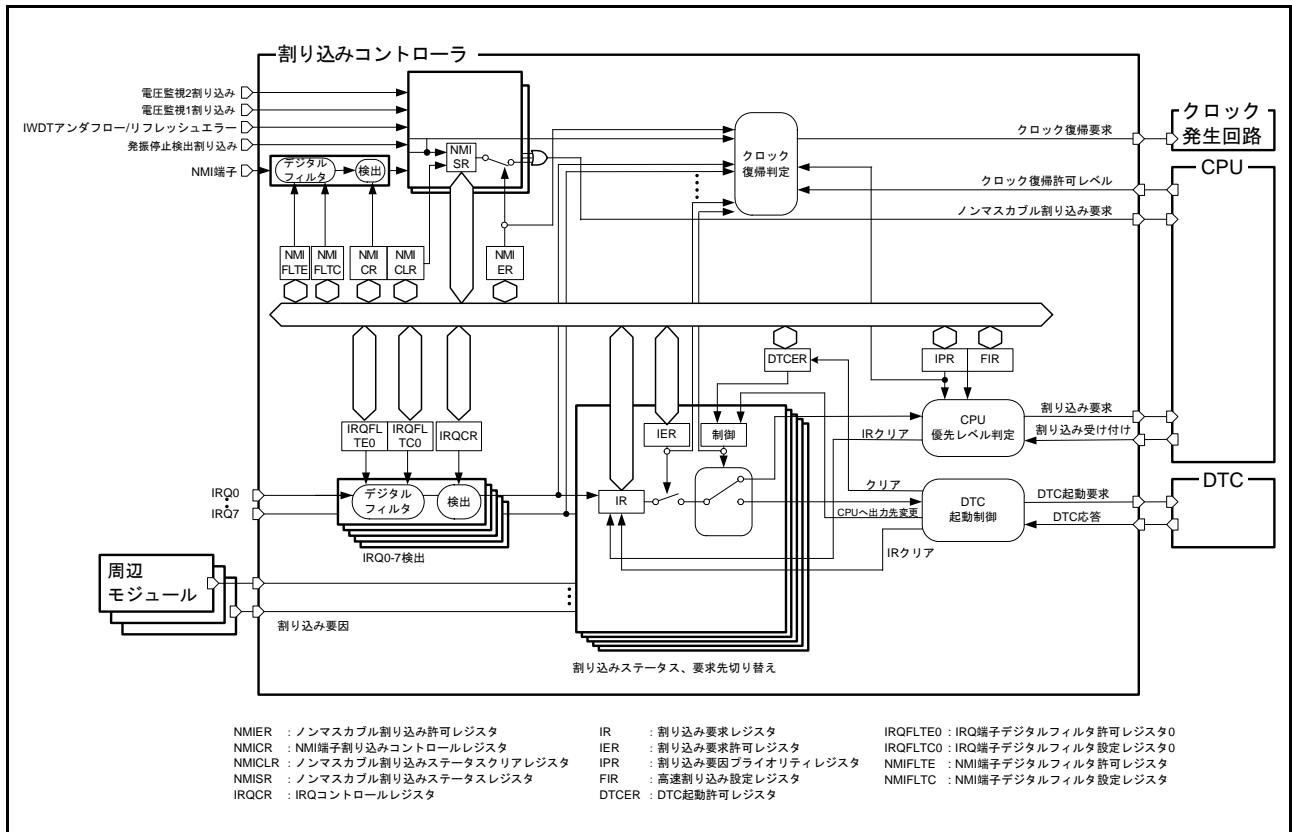 割り込みコントローラ
電圧監視2割り込み
電圧監視1割り込み
IWDTアンダフロー/リフレッシュエラー
発振停止検出割り込み
NMI端子
デジタル
フィルタ
検出
NMI
SR
NMI
FLTE
NMI
FLTC
NMI
CR
NMI
CLR
NMI
ER
クロック
復帰判定
クロック復帰要求
クロック復帰許可レベル
ノンマスカブル割り込み要求
クロック
発生回路
CPU
DTCER
IPR
FIR
IRQFL
TE0
IRQFL
TC0
IRQCR
IER
制御
CPU
優先レベル判定
割り込み要求
割り込み受け付け
IRクリア
IRQ0
IRQ7
デジタル
フィルタ
検出
IRQ0-7検出
IR
クリア
CPUへ出力先変更
IRクリア
DTC
起動制御
DTC起動要求
DTC応答
DTC
周辺
モジュール
割り込み要因
割り込みステータス、要求先切り替え
NMIER : ノンマスカブル割り込み許可レジスタ
NMICR : NMI端子割り込みコントロールレジスタ
NMICLR : ノンマスカブル割り込みステータスクリアレジスタ
NMISR : ノンマスカブル割り込みステータスレジスタ
IRQCR : IRQコントロールレジスタ
IR : 割り込み要求レジスタ
IER : 割り込み要求許可レジスタ
IPR : 割り込み要因プライオリティレジスタ
FIR : 高速割り込み設定レジスタ
DTCER : DTC起動許可レジスタ
IRQFLTE0 : IRQ端子デジタルフィルタ許可レジスタ0
IRQFLTC0 : IRQ端子デジタルフィルタ設定レジスタ0
NMIFLTE : NMI端子デジタルフィルタ許可レジスタ
NMIFLTC : NMI端子デジタルフィルタ設定レジスタ